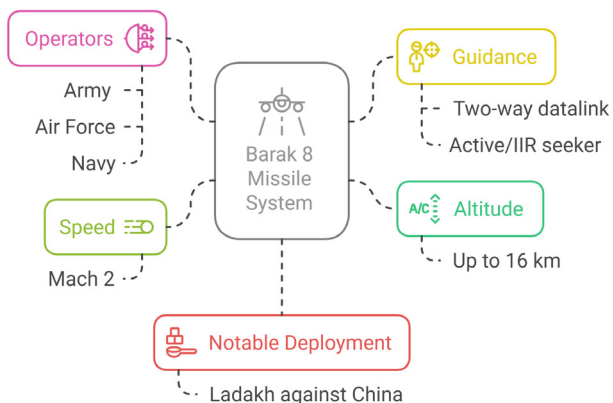 Operators
Army
Air Force
Navy
Speed
Mach 2
Barak 8
Missile
System
Guidance
Two-way datalink
Active/IIR seeker
A/C
Altitude
Up to 16 km
Notable Deployment
Ladakh against China